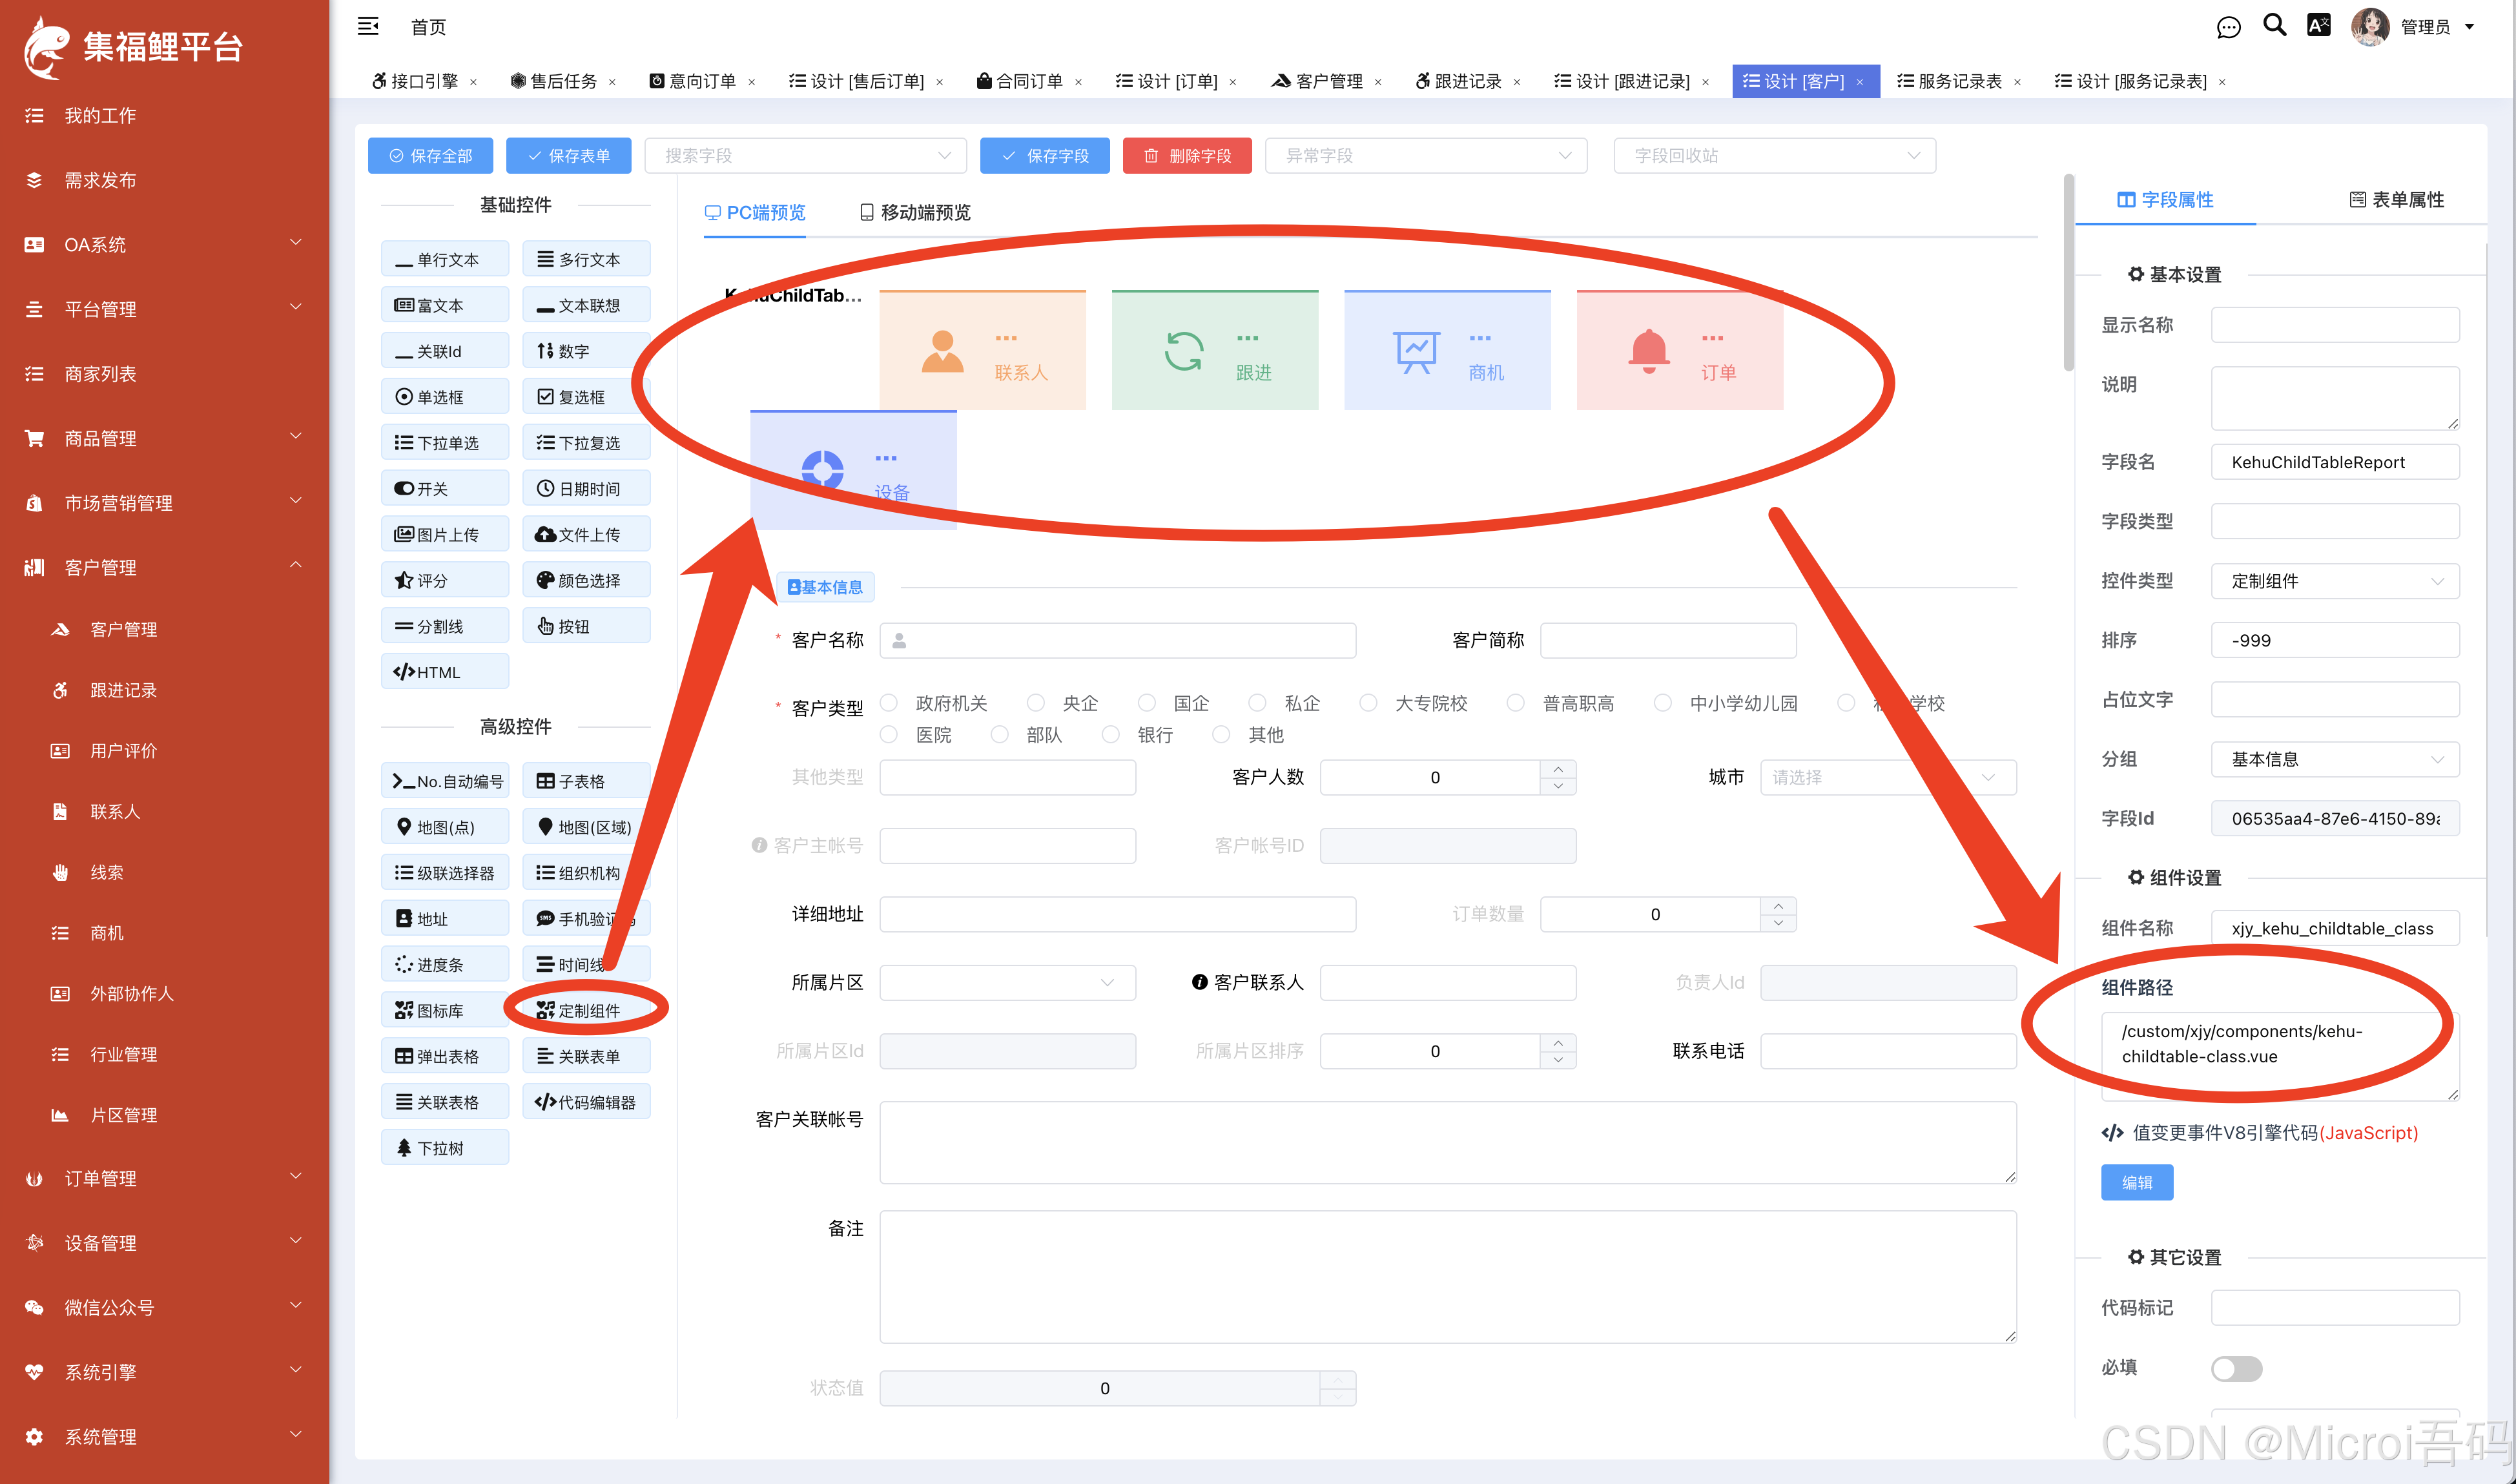 集福鲤平台
我的工作
需求发布
OA系统
平台管理
商家列表
商品管理
市场营销管理
客户管理
客户管理
跟进记录
用户评价
联系人
线索
商机
外部协作人
行业管理
片区管理
订单管理
设备管理
微信公众号
系统引擎
系统管理
首页
管理员
接口引擎 × 售后任务 × 意向订单 × 设计 [售后订单] × 合同订单 × 设计 [订单] × 客户管理 × 跟进记录 × 设计 [跟进记录] × 设计 [客户] × 服务记录表 × 设计 [服务记录表] ×
保存全部 保存表单 搜索字段 保存字段 删除字段 异常字段 字段回收站
基础控件
单行文本 多行文本
富文本 文本联想
关联Id 数字
单选框 复选框
下拉单选 下拉复选
开关 日期时间
图片上传 文件上传
评分 颜色选择
分割线 按钮
HTML
高级控件
No.自动编号 子表格
地图(点) 地图(区域)
级联选择器 组织机构
地址 手机验证
进度条 时间线
图标库 定制组件
弹出表格 关联表单
关联表格 代码编辑器
下拉树
PC端预览 移动端预览
KehuChildTab...
... 联系人
... 跟进
... 商机
... 订单
... 设备
基本信息
* 客户名称 客户简称
* 客户类型 政府机关 央企 国企 私企 大专院校 普高职高 中小学幼儿园 学校
医院 部队 银行 其他
其他类型 客户人数 0 城市 请选择
客户主帐号 客户帐号ID
详细地址 订单数量 0
所属片区 客户联系人 负责人Id
所属片区Id 所属片区排序 0 联系电话
客户关联帐号
备注
状态值 0
字段属性 表单属性
基本设置
显示名称
说明
字段名 KehuChildTableReport
字段类型
控件类型 定制组件
排序 -999
占位文字
分组 基本信息
字段Id 06535aa4-87e6-4150-89a
组件设置
组件名称 xjy_kehu_childtable_class
组件路径
/custom/xjy/components/kehu-
childtable-class.vue
值变更事件V8引擎代码(JavaScript)
编辑
其它设置
代码标记
必填
CSDN @Microi吾码